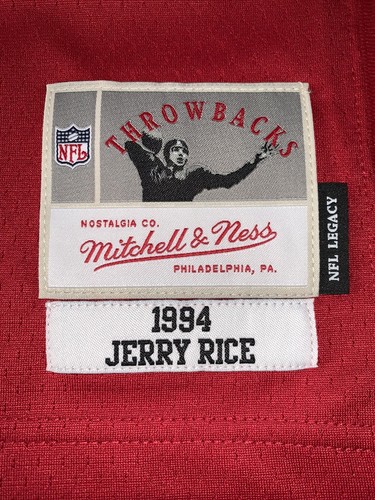 THROWBACKS
NFL
NOSTALGIA CO.
Mitchell & Ness
PHILADELPHIA, PA.
NFL LEGACY
1994
JERRY RICE